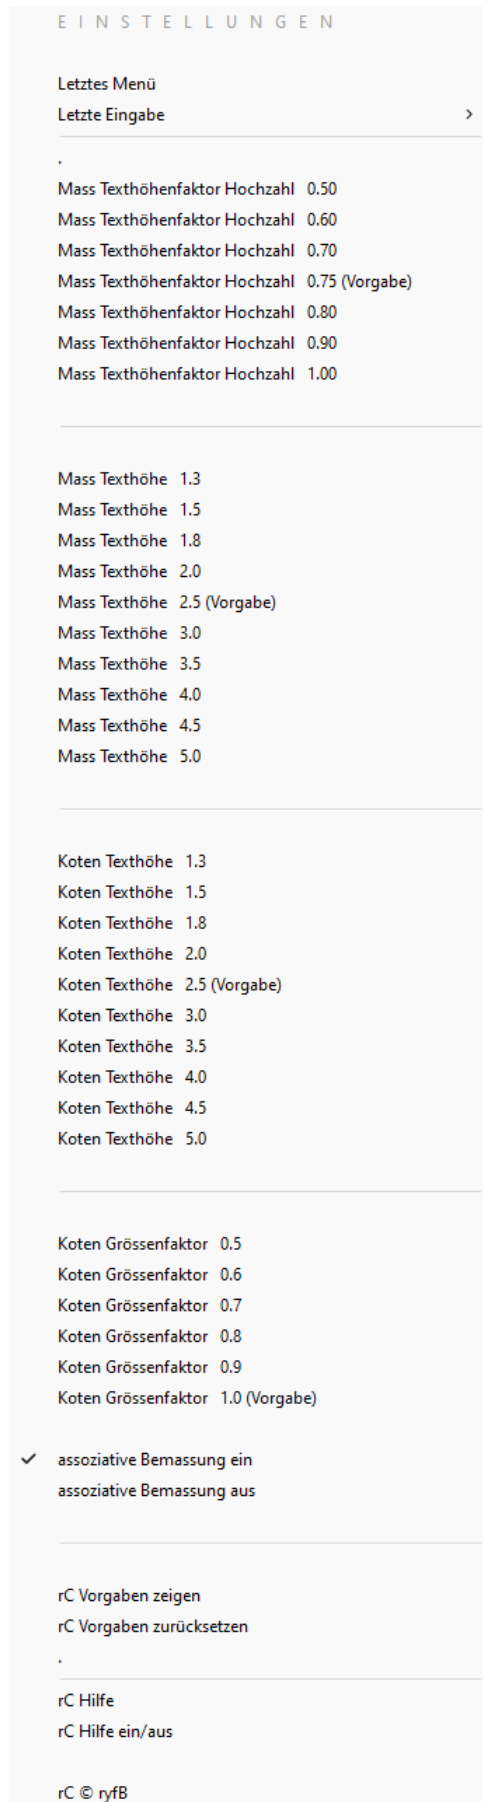 E I N S T E L L U N G E N
Letztes Menü
Letzte Eingabe
.
Mass Texthöhenfaktor Hochzahl 0.50
Mass Texthöhenfaktor Hochzahl 0.60
Mass Texthöhenfaktor Hochzahl 0.70
Mass Texthöhenfaktor Hochzahl 0.75 (Vorgabe)
Mass Texthöhenfaktor Hochzahl 0.80
Mass Texthöhenfaktor Hochzahl 0.90
Mass Texthöhenfaktor Hochzahl 1.00
Mass Texthöhe 1.3
Mass Texthöhe 1.5
Mass Texthöhe 1.8
Mass Texthöhe 2.0
Mass Texthöhe 2.5 (Vorgabe)
Mass Texthöhe 3.0
Mass Texthöhe 3.5
Mass Texthöhe 4.0
Mass Texthöhe 4.5
Mass Texthöhe 5.0
Koten Texthöhe 1.3
Koten Texthöhe 1.5
Koten Texthöhe 1.8
Koten Texthöhe 2.0
Koten Texthöhe 2.5 (Vorgabe)
Koten Texthöhe 3.0
Koten Texthöhe 3.5
Koten Texthöhe 4.0
Koten Texthöhe 4.5
Koten Texthöhe 5.0
Koten Grössenfaktor 0.5
Koten Grössenfaktor 0.6
Koten Grössenfaktor 0.7
Koten Grössenfaktor 0.8
Koten Grössenfaktor 0.9
Koten Grössenfaktor 1.0 (Vorgabe)
assoziative Bemassung ein
assoziative Bemassung aus
rC Vorgaben zeigen
rC Vorgaben zurücksetzen
.
rC Hilfe
rC Hilfe ein/aus
rC © ryfB